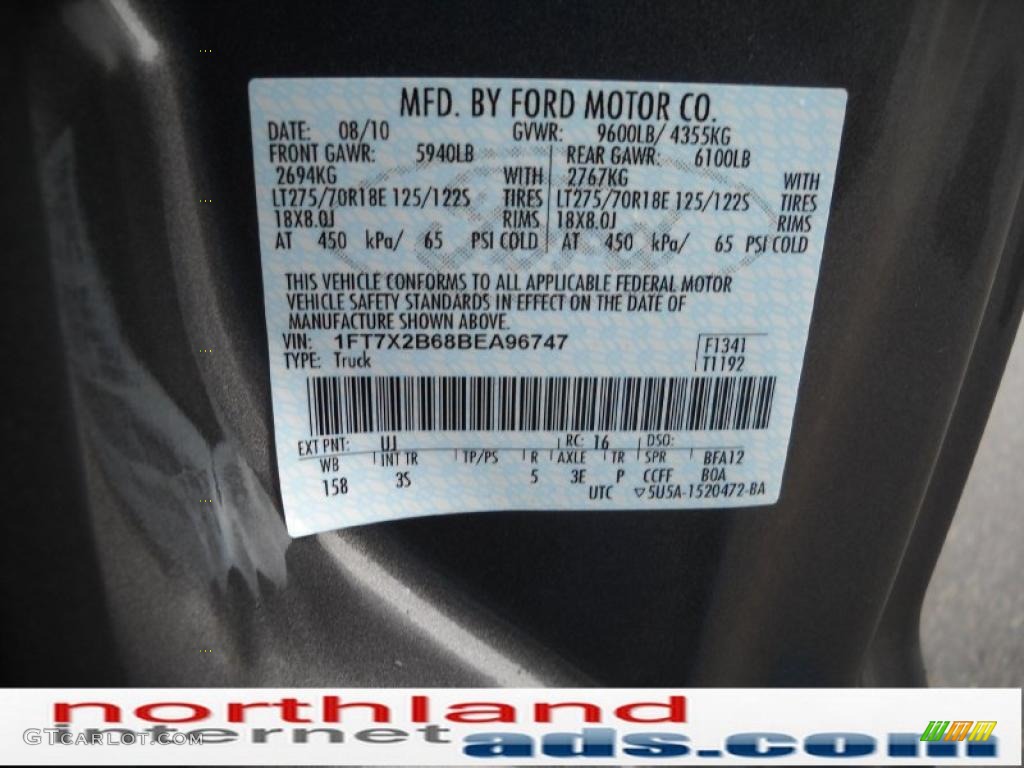 MFD. BY FORD MOTOR CO.
DATE: 08/10 GVWR: 9600LB/ 4355KG
FRONT GAWR: 5940LB REAR GAWR: 6100LB
2694KG WITH 2767KG WITH
LT275/70R18E 125/122S TIRES LT275/70R18E 125/122S TIRES
18X8.0J RIMS 18X8.0J RIMS
AT 450 kPa/ 65 PSI COLD AT 450 kPa/ 65 PSI COLD
THIS VEHICLE CONFORMS TO ALL APPLICABLE FEDERAL MOTOR
VEHICLE SAFETY STANDARDS IN EFFECT ON THE DATE OF
MANUFACTURE SHOWN ABOVE.
VIN: 1FT7X2B68BEA96747 F1341
TYPE: Truck T1192
EXT PNT: UJ RC: 16 DSO:
WB INT TR TP/PS R AXLE TR SPR BFA12
158 3S 5 3E P CCFF BOA
UTC ▽5U5A-1520472-BA
northland
internet ads.com
GTcarlot.com